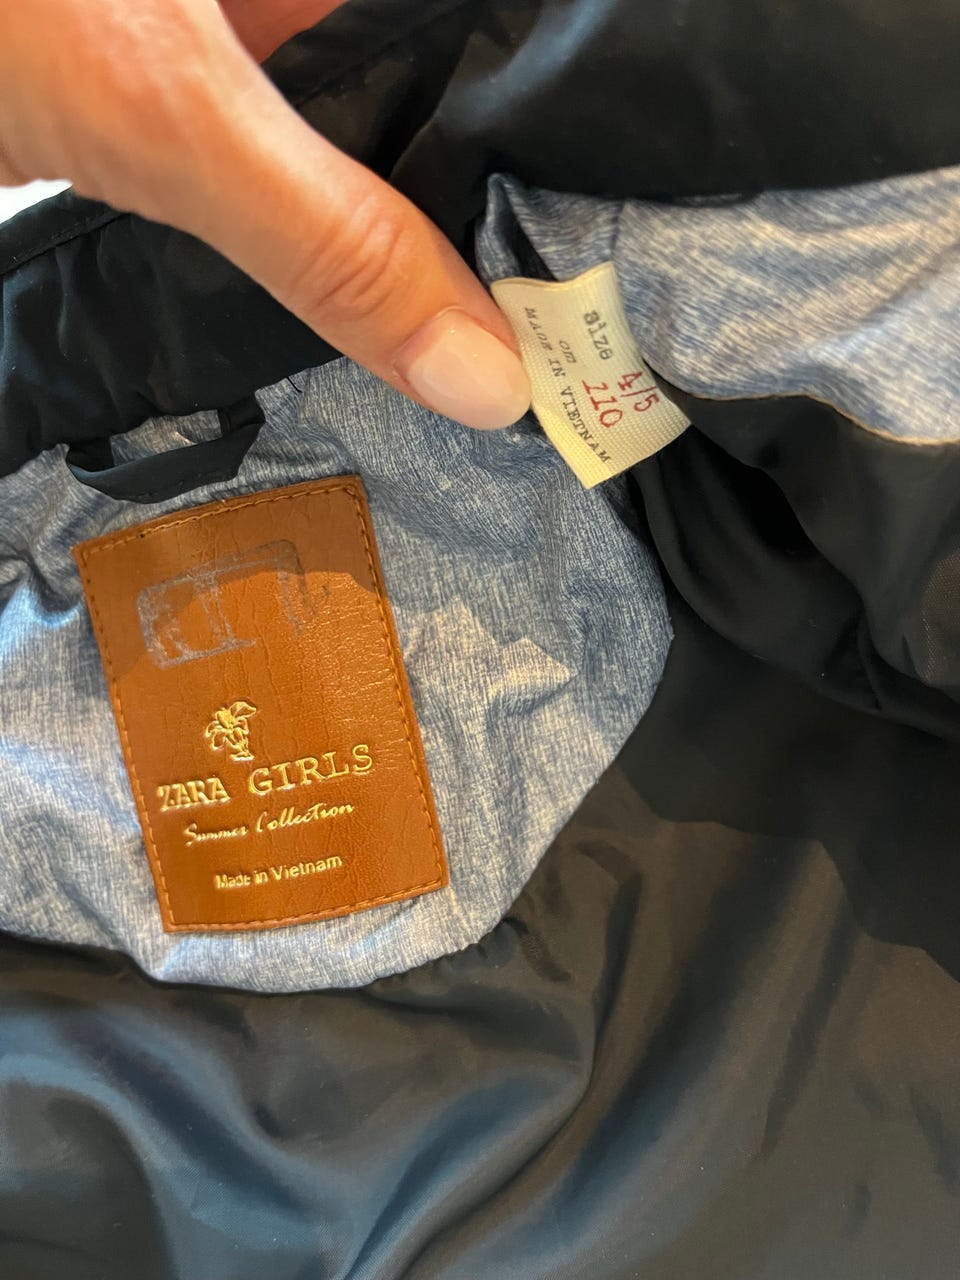 size 4/5
cm 110
MADE IN VIETNAM
ZARA GIRLS
Summer Collection
Made in Vietnam